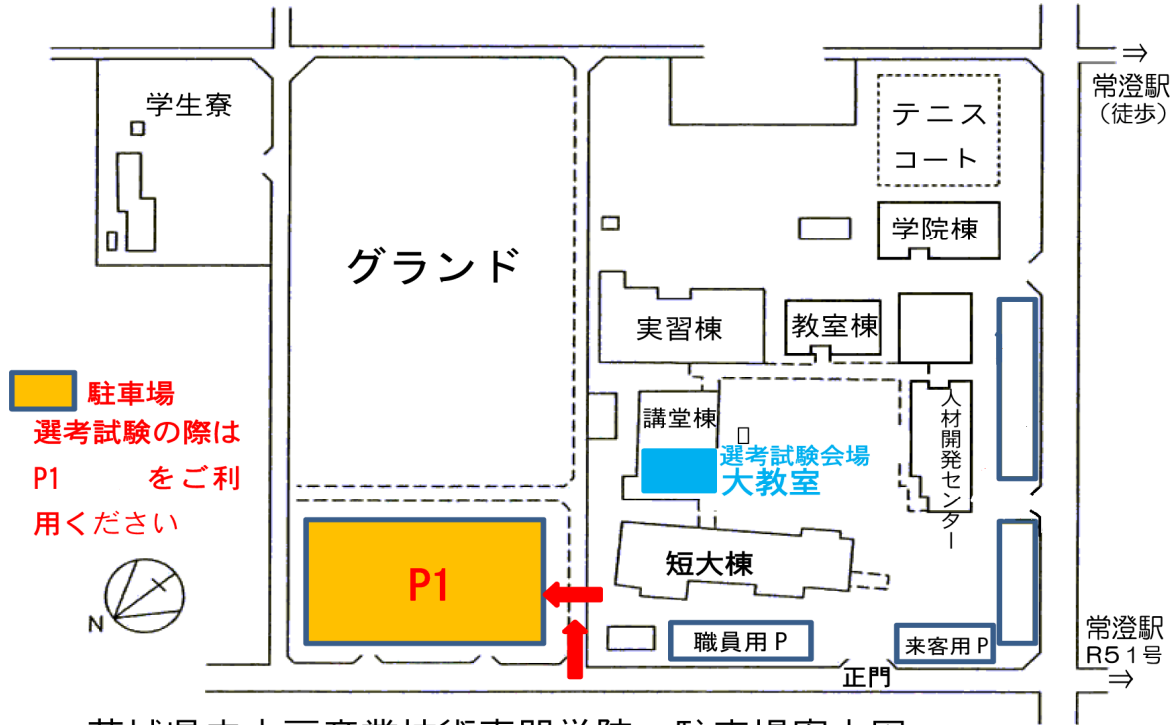 ⇒
常澄駅
（徒歩）
学生寮
テニス
コート
学院棟
グランド
実習棟
教室棟
駐車場
選考試験の際は
P1 をご利
用ください
講堂棟
人材開発センター
選考試験会場
大教室
短大棟
P1
N
職員用P
来客用P
正門
常澄駅
R51号
⇒